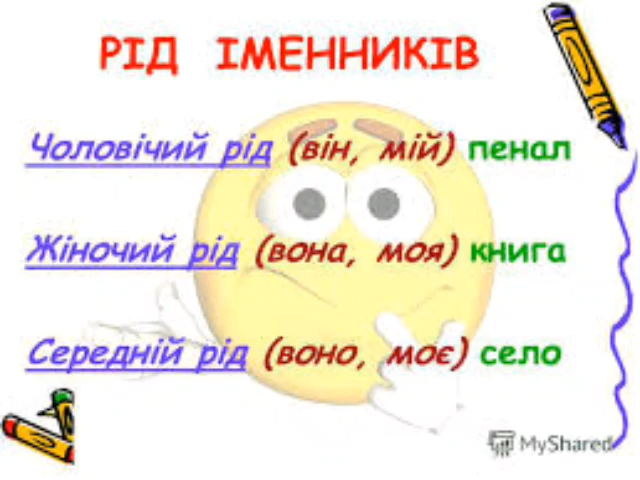 РІД ІМЕННИКІВ
Чоловічий рід (він, мій) пенал
Жіночий рід (вона, моя) книга
Середній рід (воно, моє) село
MyShared